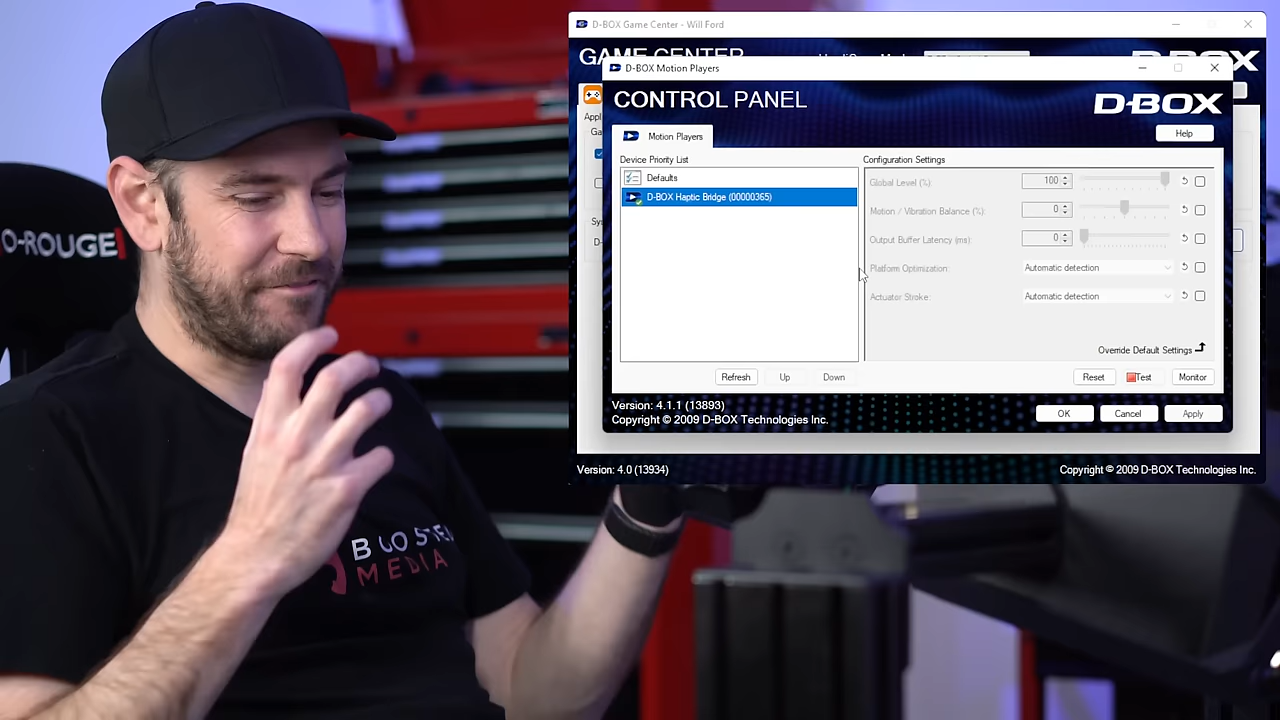 D-BOX Game Center - Will Ford
GAME CENTER
D-BOX Motion Players
CONTROL PANEL
D-BOX
Motion Players
Help
Device Priority List
Configuration Settings
Defaults
D-BOX Haptic Bridge (00000365)
Global Level (%):
100
Motion / Vibration Balance (%):
0
Output Buffer Latency (ms):
0
Platform Optimization:
Automatic detection
Actuator Stroke:
Automatic detection
Override Default Settings
Refresh
Up
Down
Reset
Test
Monitor
Version: 4.1.1 (13893)
Copyright © 2009 D-BOX Technologies Inc.
OK
Cancel
Apply
Version: 4.0 (13934)
Copyright © 2009 D-BOX Technologies Inc.
O-ROUGE
BOOSTED
MEDIA